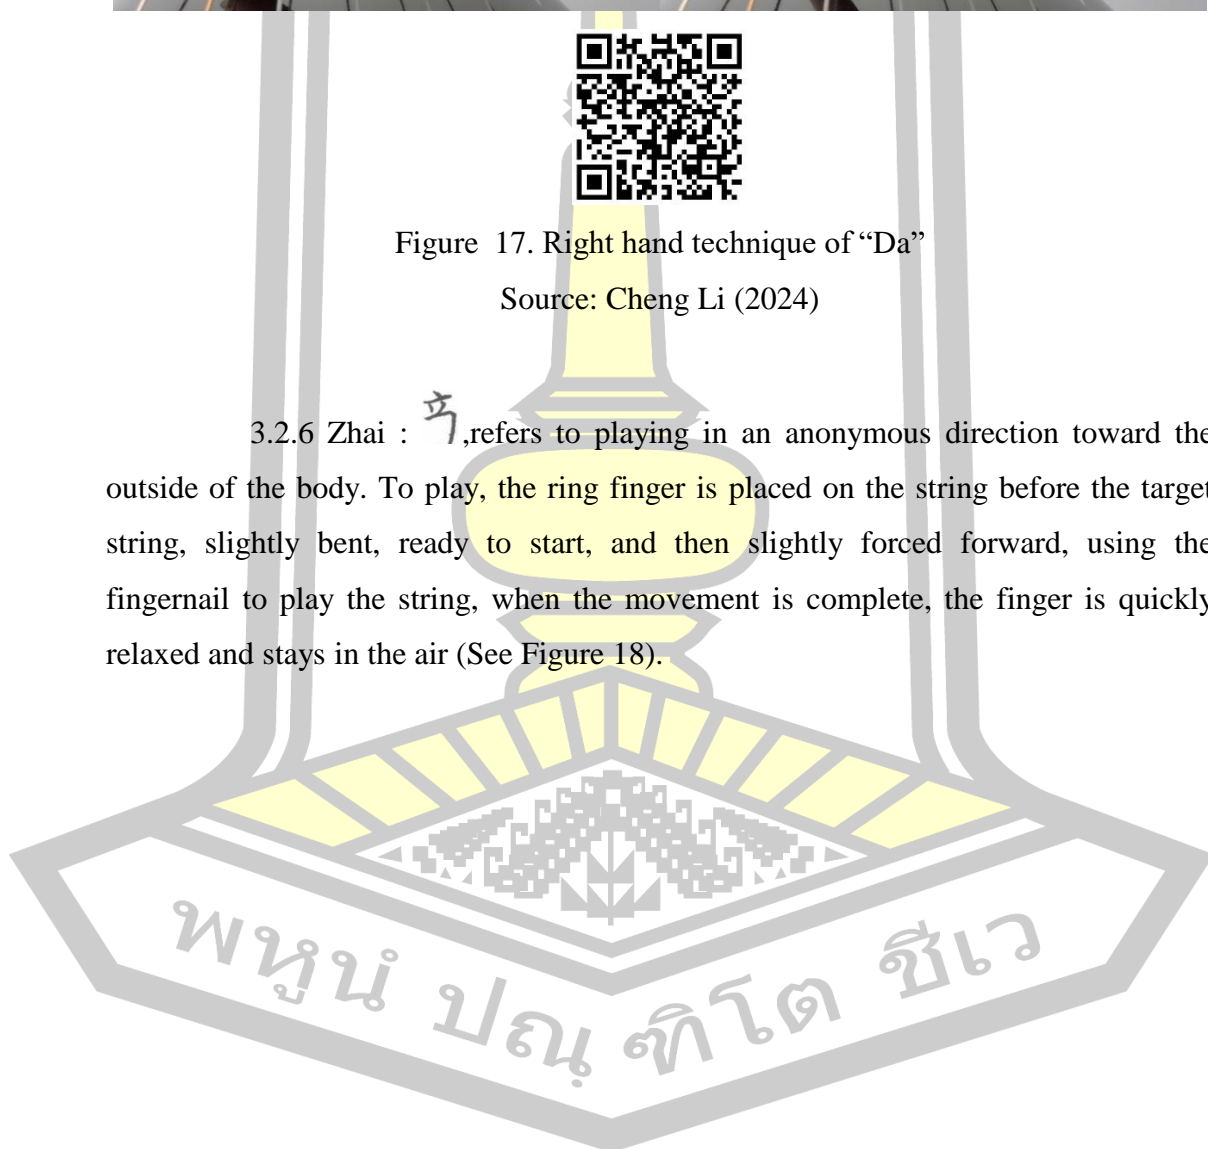 Figure 17. Right hand technique of “Da”
Source: Cheng Li (2024)
3.2.6 Zhai : ,refers to playing in an anonymous direction toward the
outside of the body. To play, the ring finger is placed on the string before the target
string, slightly bent, ready to start, and then slightly forced forward, using the
fingernail to play the string, when the movement is complete, the finger is quickly
relaxed and stays in the air (See Figure 18).
พหูนํ ปณฺฑิโต ชีเว